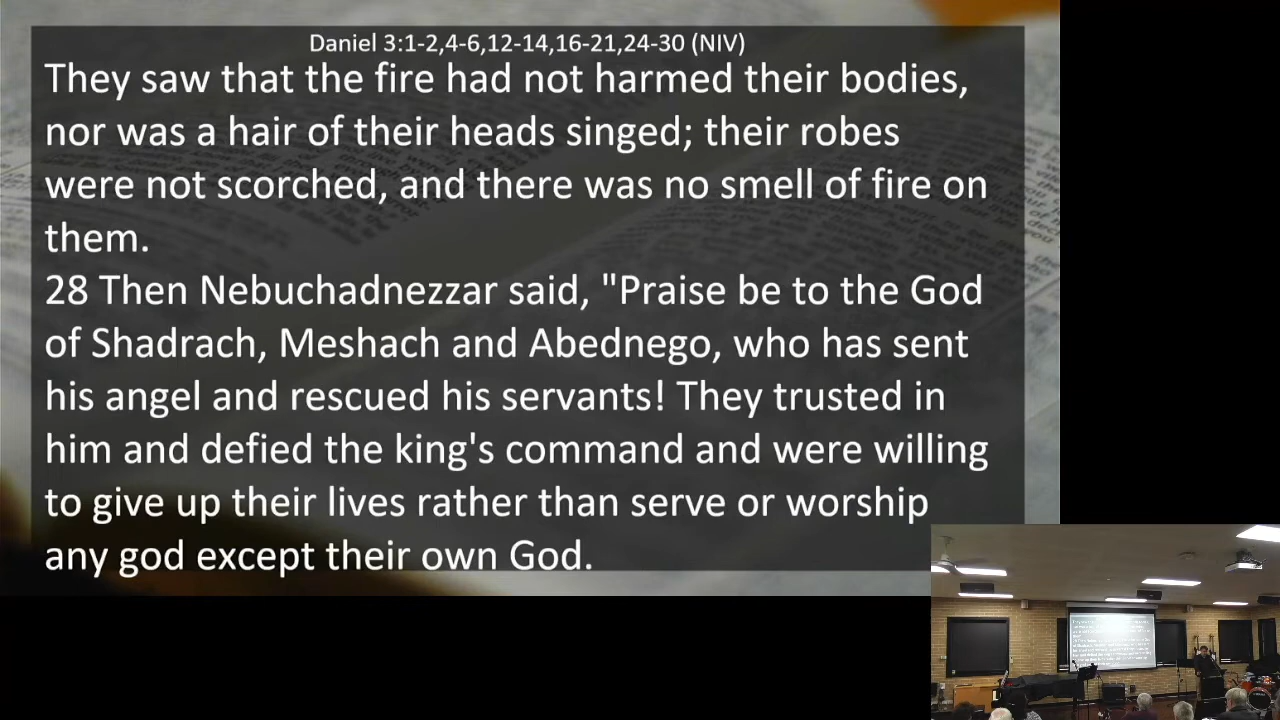 Daniel 3:1-2,4-6,12-14,16-21,24-30 (NIV)
They saw that the fire had not harmed their bodies,
nor was a hair of their heads singed; their robes
were not scorched, and there was no smell of fire on
them.
28 Then Nebuchadnezzar said, "Praise be to the God
of Shadrach, Meshach and Abednego, who has sent
his angel and rescued his servants! They trusted in
him and defied the king's command and were willing
to give up their lives rather than serve or worship
any god except their own God.